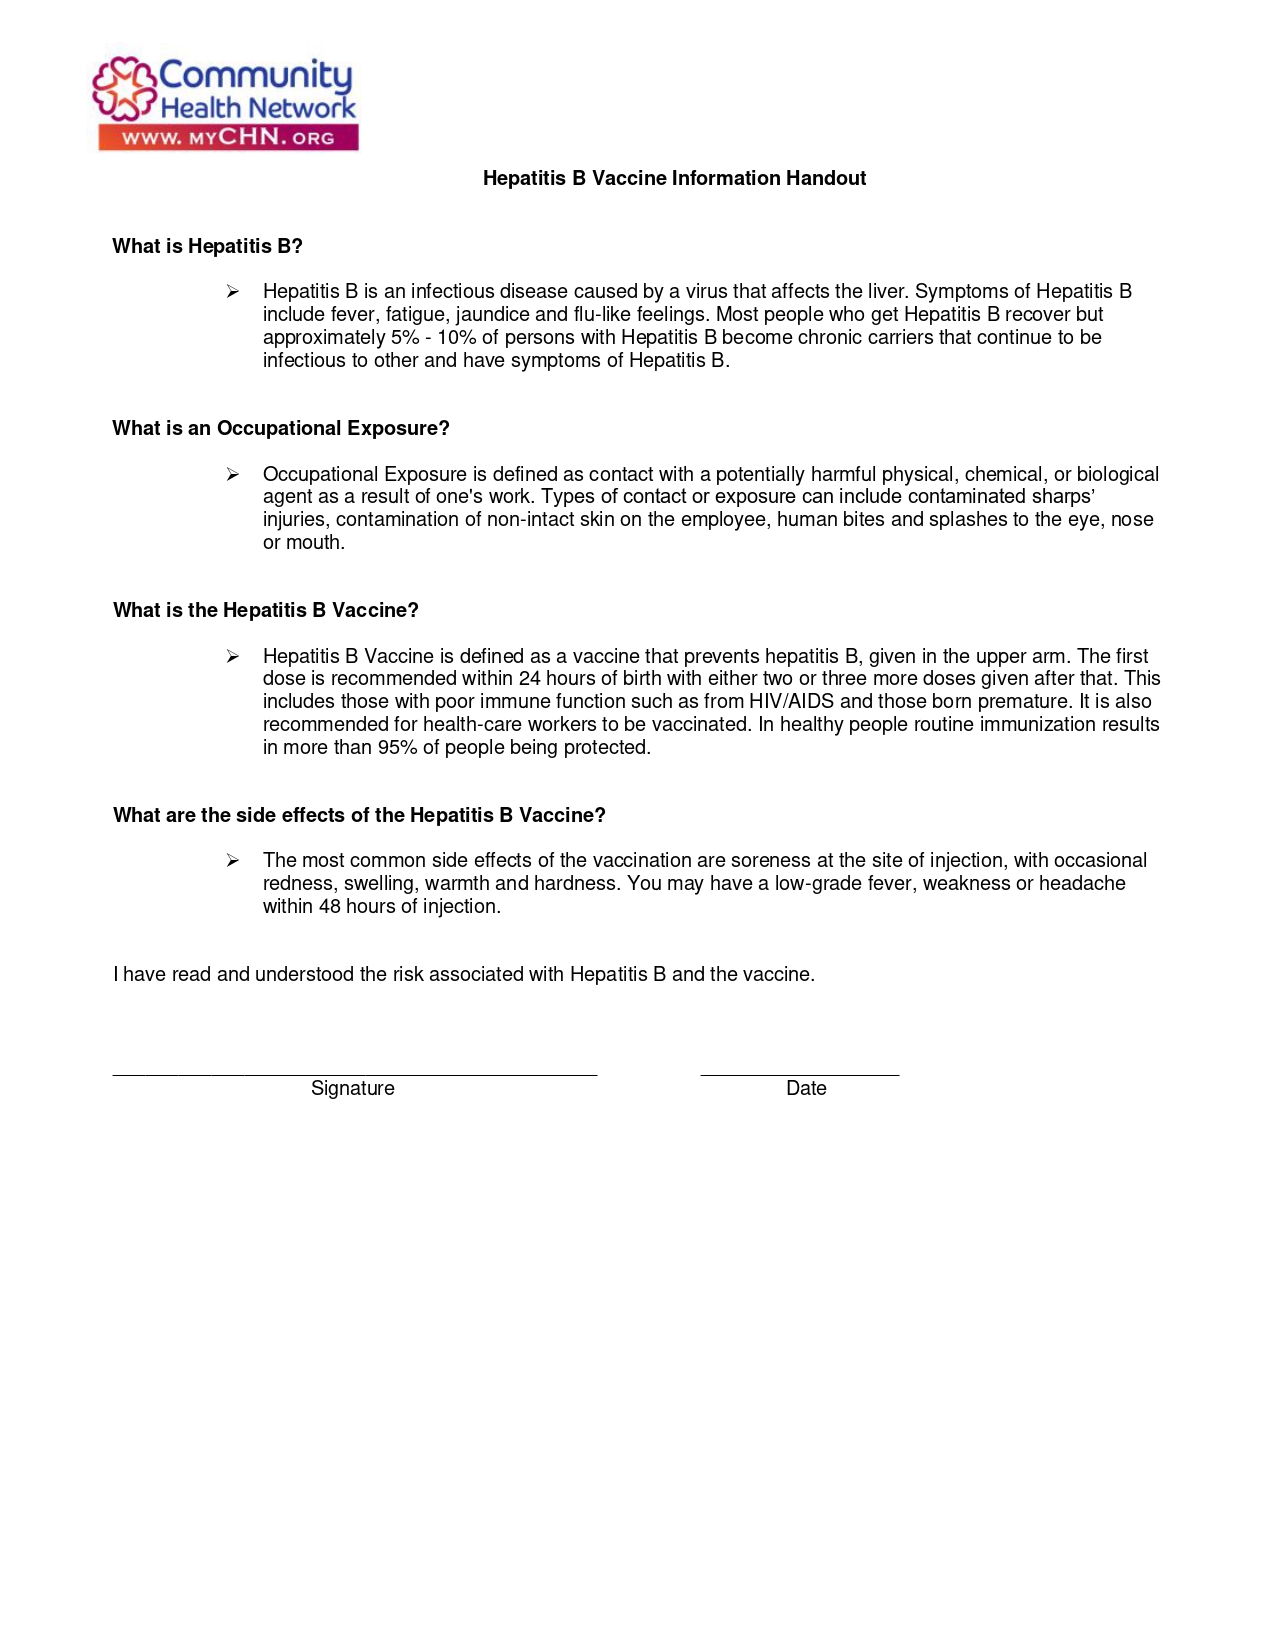 Community
Health Network
www.myCHN.org
Hepatitis B Vaccine Information Handout
What is Hepatitis B?
➢ Hepatitis B is an infectious disease caused by a virus that affects the liver. Symptoms of Hepatitis B
include fever, fatigue, jaundice and flu-like feelings. Most people who get Hepatitis B recover but
approximately 5% - 10% of persons with Hepatitis B become chronic carriers that continue to be
infectious to other and have symptoms of Hepatitis B.
What is an Occupational Exposure?
➢ Occupational Exposure is defined as contact with a potentially harmful physical, chemical, or biological
agent as a result of one's work. Types of contact or exposure can include contaminated sharps’
injuries, contamination of non-intact skin on the employee, human bites and splashes to the eye, nose
or mouth.
What is the Hepatitis B Vaccine?
➢ Hepatitis B Vaccine is defined as a vaccine that prevents hepatitis B, given in the upper arm. The first
dose is recommended within 24 hours of birth with either two or three more doses given after that. This
includes those with poor immune function such as from HIV/AIDS and those born premature. It is also
recommended for health-care workers to be vaccinated. In healthy people routine immunization results
in more than 95% of people being protected.
What are the side effects of the Hepatitis B Vaccine?
➢ The most common side effects of the vaccination are soreness at the site of injection, with occasional
redness, swelling, warmth and hardness. You may have a low-grade fever, weakness or headache
within 48 hours of injection.
I have read and understood the risk associated with Hepatitis B and the vaccine.
Signature Date